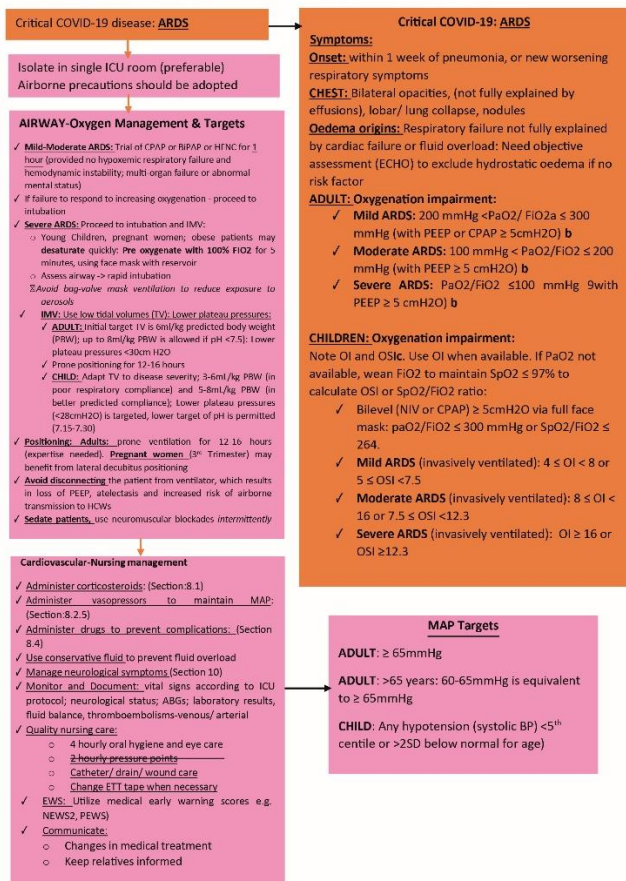 Critical COVID-19 disease: ARDS
Isolate in single ICU room (preferable)
Airborne precautions should be adopted
AIRWAY-Oxygen Management & Targets
✓ Mild-Moderate ARDS: Trial of CPAP or BiPAP or HFNC for 1
hour (provided no hypoxemic respiratory failure and
hemodynamic instability; multi-organ failure or abnormal
mental status)
✓ If failure to respond to increasing oxygenation - proceed to
intubation
✓ Severe ARDS: Proceed to intubation and IMV:
o Young Children, pregnant women; obese patients may
desaturate quickly: Pre oxygenate with 100% FIO2 for 5
minutes, using face mask with reservoir
o Assess airway -> rapid intubation
Avoid bag-valve mask ventilation to reduce exposure to
aerosols
✓ IMV: Use low tidal volumes (TV): Lower plateau pressures:
✓ ADULT: Initial target TV is 6ml/kg predicted body weight
(PBW); up to 8ml/kg PBW is allowed if pH <7.5): Lower
plateau pressures <30cm H2O
✓ Prone positioning for 12-16 hours
✓ CHILD: Adapt TV to disease severity; 3-6mL/kg PBW (in
poor respiratory compliance) and 5-8mL/kg PBW (in
better predicted compliance); Lower plateau pressures
(<28cmH2O) is targeted, lower target of pH is permitted
(7.15-7.30)
✓ Positioning: Adults: prone ventilation for 12-16 hours
(expertise needed). Pregnant women (3rd Trimester) may
benefit from lateral decubitus positioning
✓ Avoid disconnecting the patient from ventilator, which results
in loss of PEEP, atelectasis and increased risk of airborne
transmission to HCWs
✓ Sedate patients, use neuromuscular blockades intermittently
Cardiovascular-Nursing management
✓ Administer corticosteroids: (Section:8.1)
✓ Administer vasopressors to maintain MAP:
(Section:8.2.5)
✓ Administer drugs to prevent complications: (Section
8.4)
✓ Use conservative fluid to prevent fluid overload
✓ Manage neurological symptoms (Section 10)
✓ Monitor and Document: vital signs according to ICU
protocol; neurological status; ABGs; laboratory results,
fluid balance, thromboembolisms-venous/ arterial
✓ Quality nursing care:
o 4 hourly oral hygiene and eye care
o 2 hourly pressure points
o Catheter/ drain/ wound care
o Change ETT tape when necessary
✓ EWS: Utilize medical early warning scores e.g.
NEWS2, PEWS)
✓ Communicate:
o Changes in medical treatment
o Keep relatives informed
Critical COVID-19: ARDS
Symptoms:
Onset: within 1 week of pneumonia, or new worsening
respiratory symptoms
CHEST: Bilateral opacities, (not fully explained by
effusions), lobar/ lung collapse, nodules
Oedema origins: Respiratory failure not fully explained
by cardiac failure or fluid overload: Need objective
assessment (ECHO) to exclude hydrostatic oedema if no
risk factor
ADULT: Oxygenation impairment:
✓ Mild ARDS: 200 mmHg <PaO2/ FiO2a ≤ 300
mmHg (with PEEP or CPAP ≥ 5cmH2O) b
✓ Moderate ARDS: 100 mmHg < PaO2/FiO2 ≤ 200
mmHg (with PEEP ≥ 5 cmH2O) b
✓ Severe ARDS: PaO2/FiO2 ≤100 mmHg 9with
PEEP ≥ 5 cmH2O) b
CHILDREN: Oxygenation impairment:
Note OI and OSIc. Use OI when available. If PaO2 not
available, wean FiO2 to maintain SpO2 ≤ 97% to
calculate OSI or SpO2/FiO2 ratio:
✓ Bilevel (NIV or CPAP) ≥ 5cmH2O via full face
mask: paO2/FiO2 ≤ 300 mmHg or SpO2/FiO2 ≤
264.
✓ Mild ARDS (invasively ventilated): 4 ≤ OI < 8 or
5 ≤ OSI <7.5
✓ Moderate ARDS (invasively ventilated): 8 ≤ OI <
16 or 7.5 ≤ OSI <12.3
✓ Severe ARDS (invasively ventilated): OI ≥ 16 or
OSI ≥12.3
MAP Targets
ADULT: ≥ 65mmHg
ADULT: >65 years: 60-65mmHg is equivalent
to ≥ 65mmHg
CHILD: Any hypotension (systolic BP) <5th
centile or >2SD below normal for age)